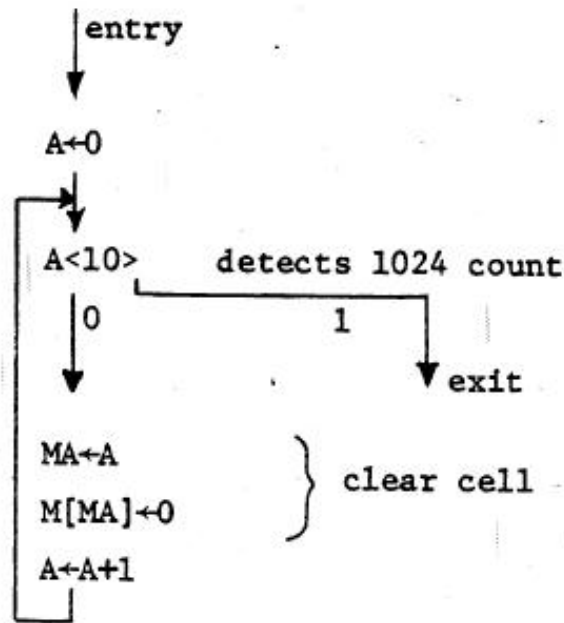 entry
A←0
A<10> detects 1024 count
0 1
exit
MA←A
clear cell
M[MA]←0
A←A+1